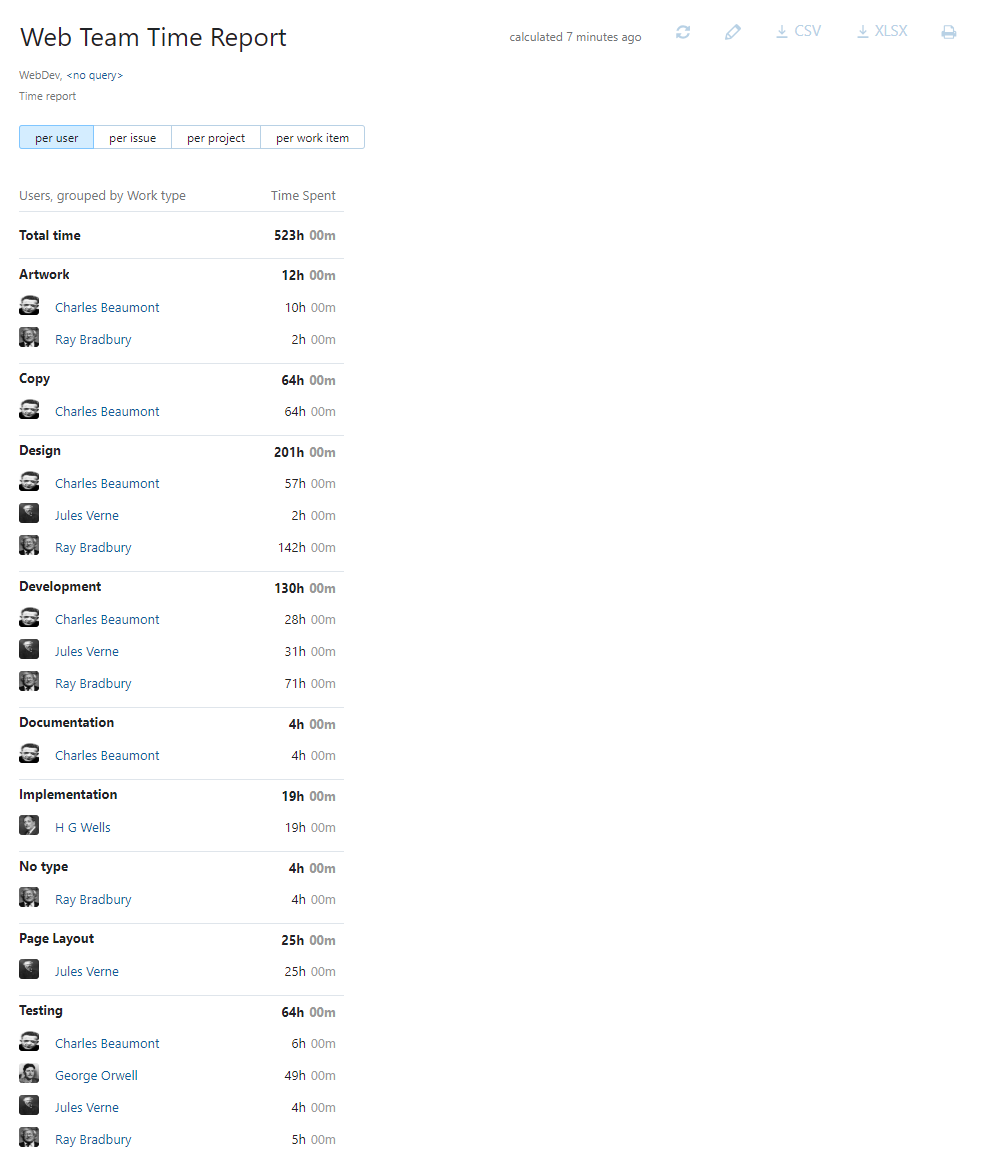 Web Team Time Report
calculated 7 minutes ago
CSV
XLSX
WebDev, <no query>
Time report
per user per issue per project per work item
Users, grouped by Work type Time Spent
Total time 523h 00m
Artwork 12h 00m
Charles Beaumont 10h 00m
Ray Bradbury 2h 00m
Copy 64h 00m
Charles Beaumont 64h 00m
Design 201h 00m
Charles Beaumont 57h 00m
Jules Verne 2h 00m
Ray Bradbury 142h 00m
Development 130h 00m
Charles Beaumont 28h 00m
Jules Verne 31h 00m
Ray Bradbury 71h 00m
Documentation 4h 00m
Charles Beaumont 4h 00m
Implementation 19h 00m
H G Wells 19h 00m
No type 4h 00m
Ray Bradbury 4h 00m
Page Layout 25h 00m
Jules Verne 25h 00m
Testing 64h 00m
Charles Beaumont 6h 00m
George Orwell 49h 00m
Jules Verne 4h 00m
Ray Bradbury 5h 00m